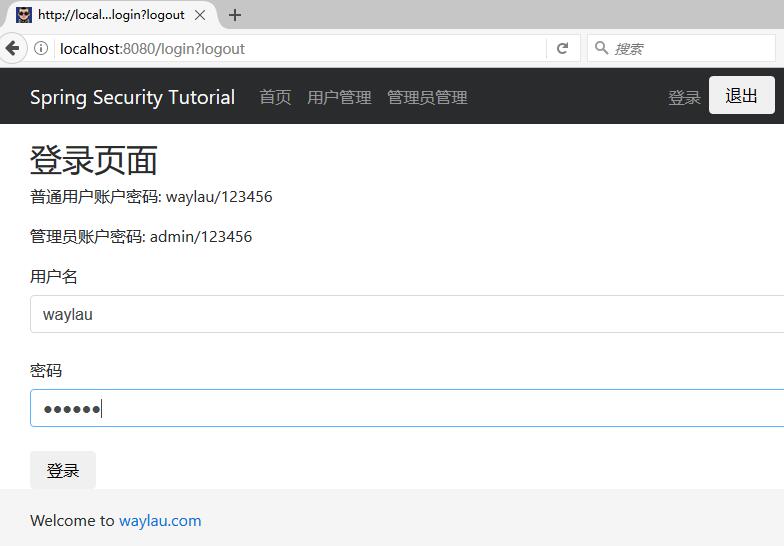 http://local...login?logout
localhost:8080/login?logout
搜索
Spring Security Tutorial 首页 用户管理 管理员管理 登录 退出
登录页面
普通用户账户密码: waylau/123456
管理员账户密码: admin/123456
用户名
waylau
密码
●●●●●●
登录
Welcome to waylau.com